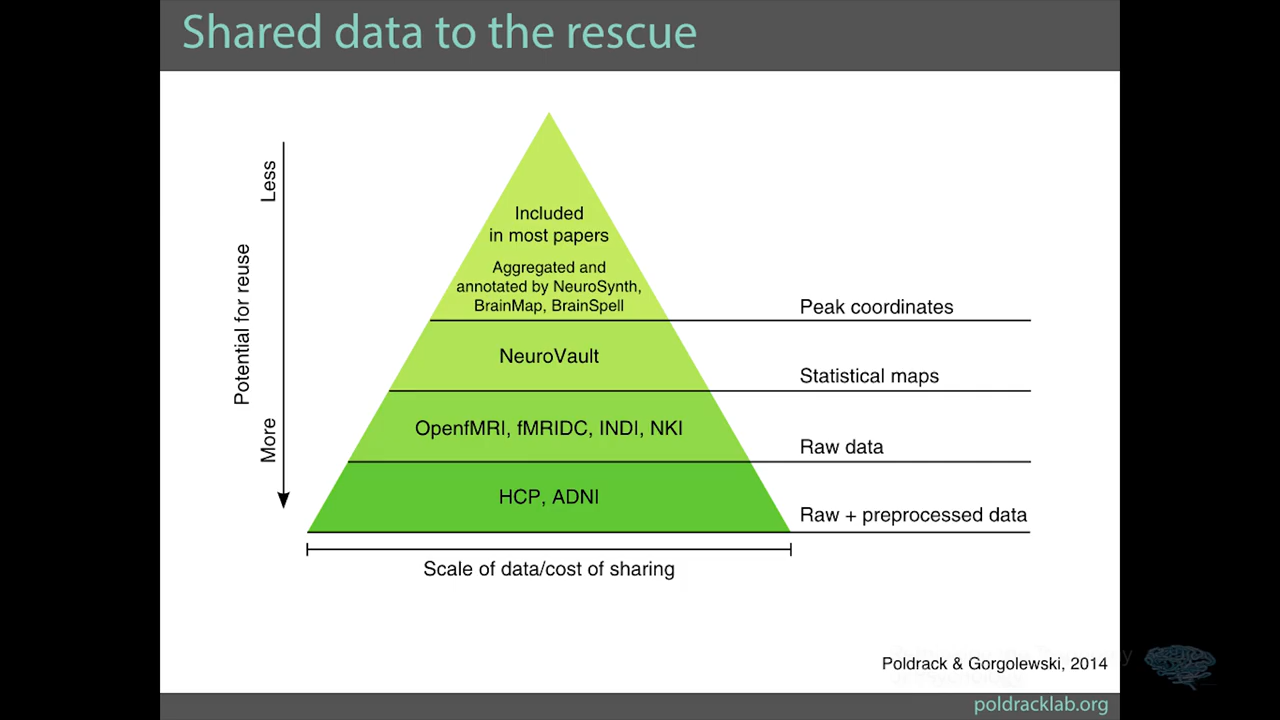 Shared data to the rescue
Less
Potential for reuse
More
Included
in most papers
Aggregated and
annotated by NeuroSynth,
BrainMap, BrainSpell
Peak coordinates
NeuroVault
Statistical maps
OpenfMRI, fMRIDC, INDI, NKI
Raw data
HCP, ADNI
Raw + preprocessed data
Scale of data/cost of sharing
Poldrack & Gorgolewski, 2014
poldracklab.org